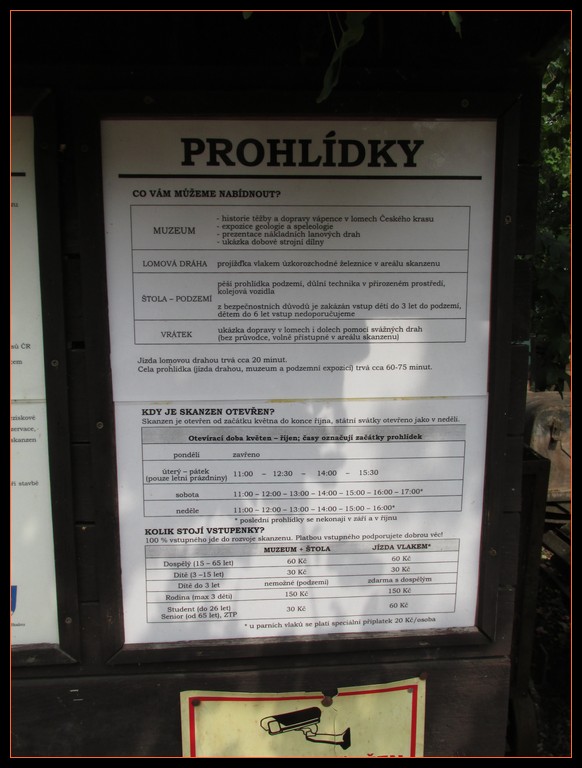 PROHLÍDKY
CO VÁM MŮŽEME NABÍDNOUT?
MUZEUM
- historie těžby a dopravy vápence v lomech Českého krasu
- expozice geologie a speleologie
- prezentace nákladních lanových drah
- ukázka dobové strojní dílny
LOMOVÁ DRÁHA projížďka vlakem úzkorozchodné železnice v areálu skanzenu
ŠTOLA – PODZEMÍ
pěší prohlídka podzemí, důlní technika v přirozeném prostředí,
kolejová vozidla
z bezpečnostních důvodů je zakázán vstup dětí do 3 let do podzemí,
dětem do 6 let vstup nedoporučujeme
VRÁTEK
ukázka dopravy v lomech i dolech pomocí svážných drah
(bez průvodce, volně přístupné v areálu skanzenu)
Jízda lomovou drahou trvá cca 20 minut.
Celá prohlídka (jízda drahou, muzeum a podzemní expozici) trvá cca 60-75 minut.
KDY JE SKANZEN OTEVŘEN?
Skanzen je otevřen od začátku května do konce října, státní svátky otevřeno jako v neděli.
Otevírací doba květen – říjen; časy označují začátky prohlídek
pondělí zavřeno
úterý – pátek
(pouze letní prázdniny) 11:00 – 12:30 – 14:00 – 15:30
sobota 11:00 – 12:00 – 13:00 – 14:00 – 15:00 – 16:00 – 17:00*
neděle 11:00 – 12:00 – 13:00 – 14:00 – 15:00 – 16:00*
* poslední prohlídky se nekonají v září a v říjnu
KOLIK STOJÍ VSTUPENKY?
100 % vstupného jde do rozvoje skanzenu. Platbou vstupného podporujete dobrou věc!
MUZEUM + ŠTOLA JÍZDA VLAKEM*
Dospělý (15 – 65 let) 60 Kč 60 Kč
Dítě (3 –15 let) 30 Kč 30 Kč
Dítě do 3 let nemožné (podzemí) zdarma s dospělým
Rodina (max 3 děti) 150 Kč 150 Kč
Student (do 26 let)
Senior (od 65 let), ZTP 30 Kč 60 Kč
* u parních vlaků se platí speciální příplatek 20 Kč/osoba
ČR
skanzen
stavbě